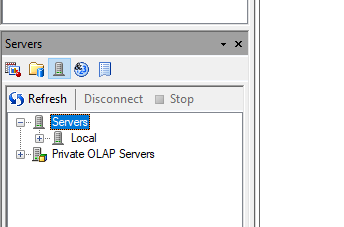 Servers
Refresh Disconnect Stop
Servers
Local
Private OLAP Servers